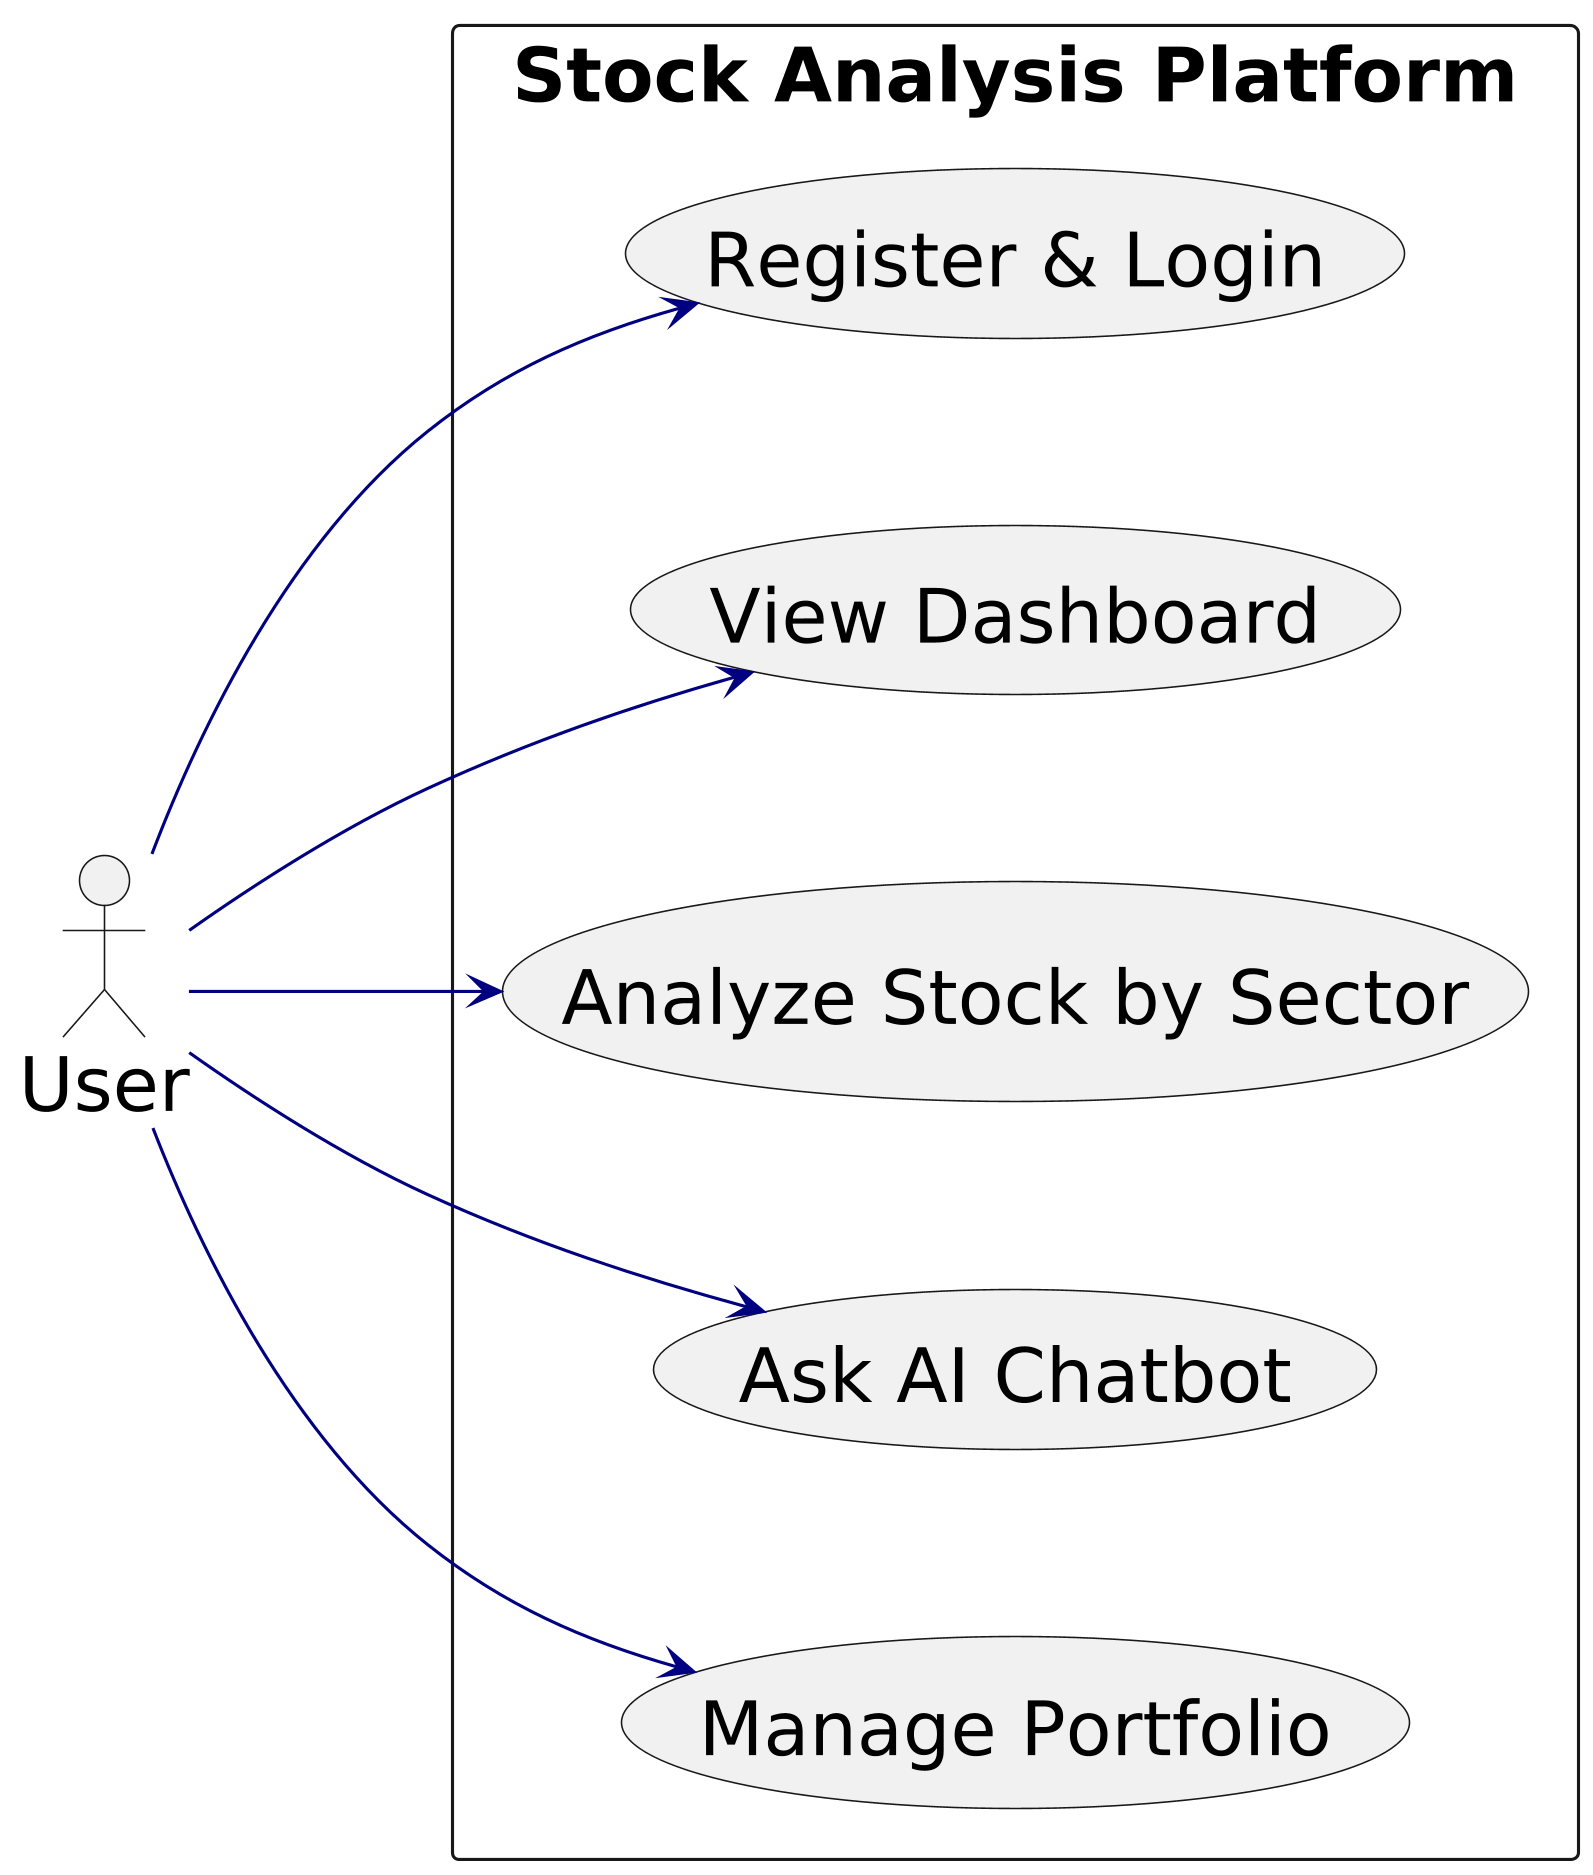 Stock Analysis Platform
Register & Login
View Dashboard
Analyze Stock by Sector
User
Ask AI Chatbot
Manage Portfolio